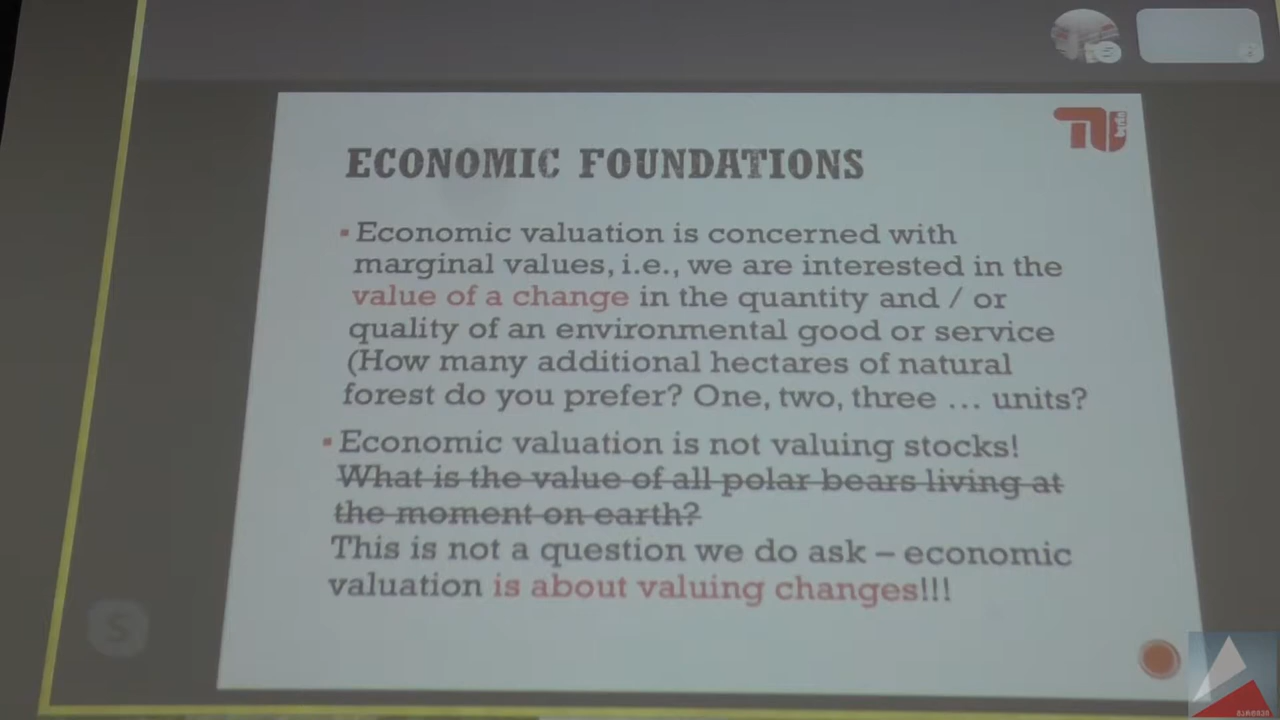 ECONOMIC FOUNDATIONS
▪ Economic valuation is concerned with
marginal values, i.e., we are interested in the
value of a change in the quantity and / or
quality of an environmental good or service
(How many additional hectares of natural
forest do you prefer? One, two, three … units?
▪ Economic valuation is not valuing stocks!
What is the value of all polar bears living at
the moment on earth?
This is not a question we do ask – economic
valuation is about valuing changes!!!
S